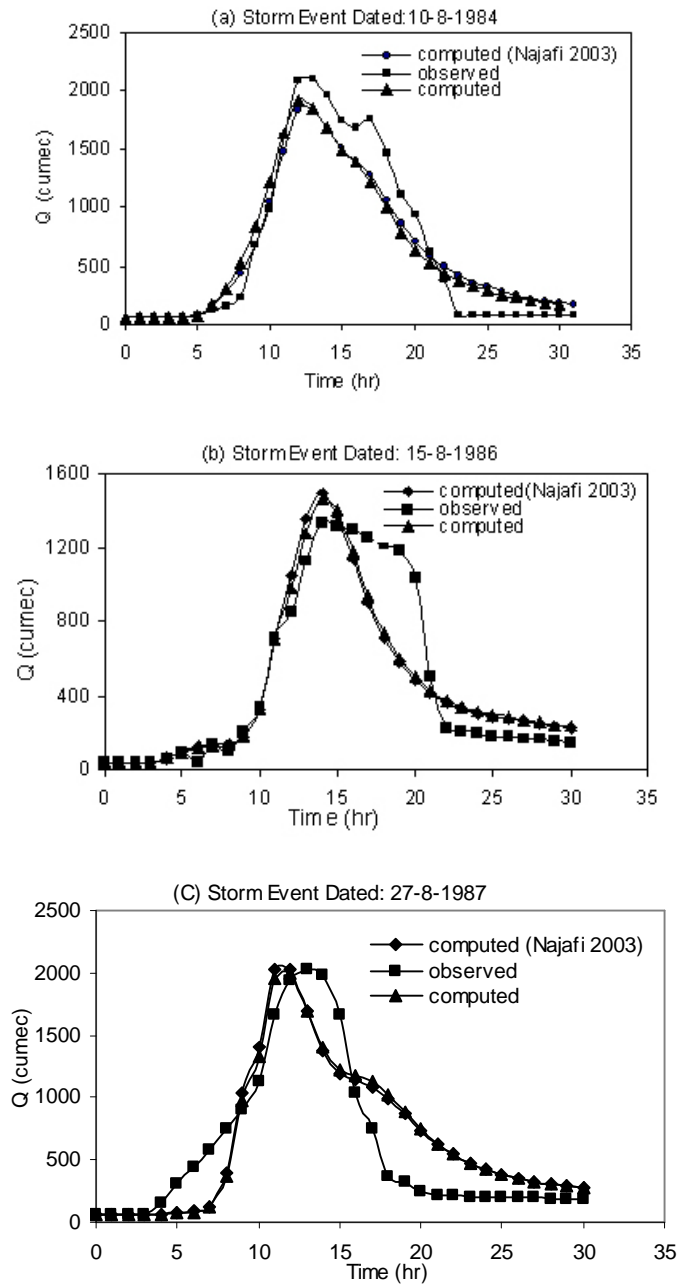 (a) Storm Event Dated:10-8-1984
2500
2000
1500
1000
500
0
Q (cumec)
computed (Najafi 2003)
observed
computed
0 5 10 15 20 25 30 35
Time (hr)
(b) Storm Event Dated: 15-8-1986
1600
1200
800
400
0
Q (cumec)
computed(Najafi 2003)
observed
computed
0 5 10 15 20 25 30 35
Time (hr)
(C) Storm Event Dated: 27-8-1987
2500
2000
1500
1000
500
0
Q (cumec)
computed (Najafi 2003)
observed
computed
0 5 10 15 20 25 30 35
Time (hr)